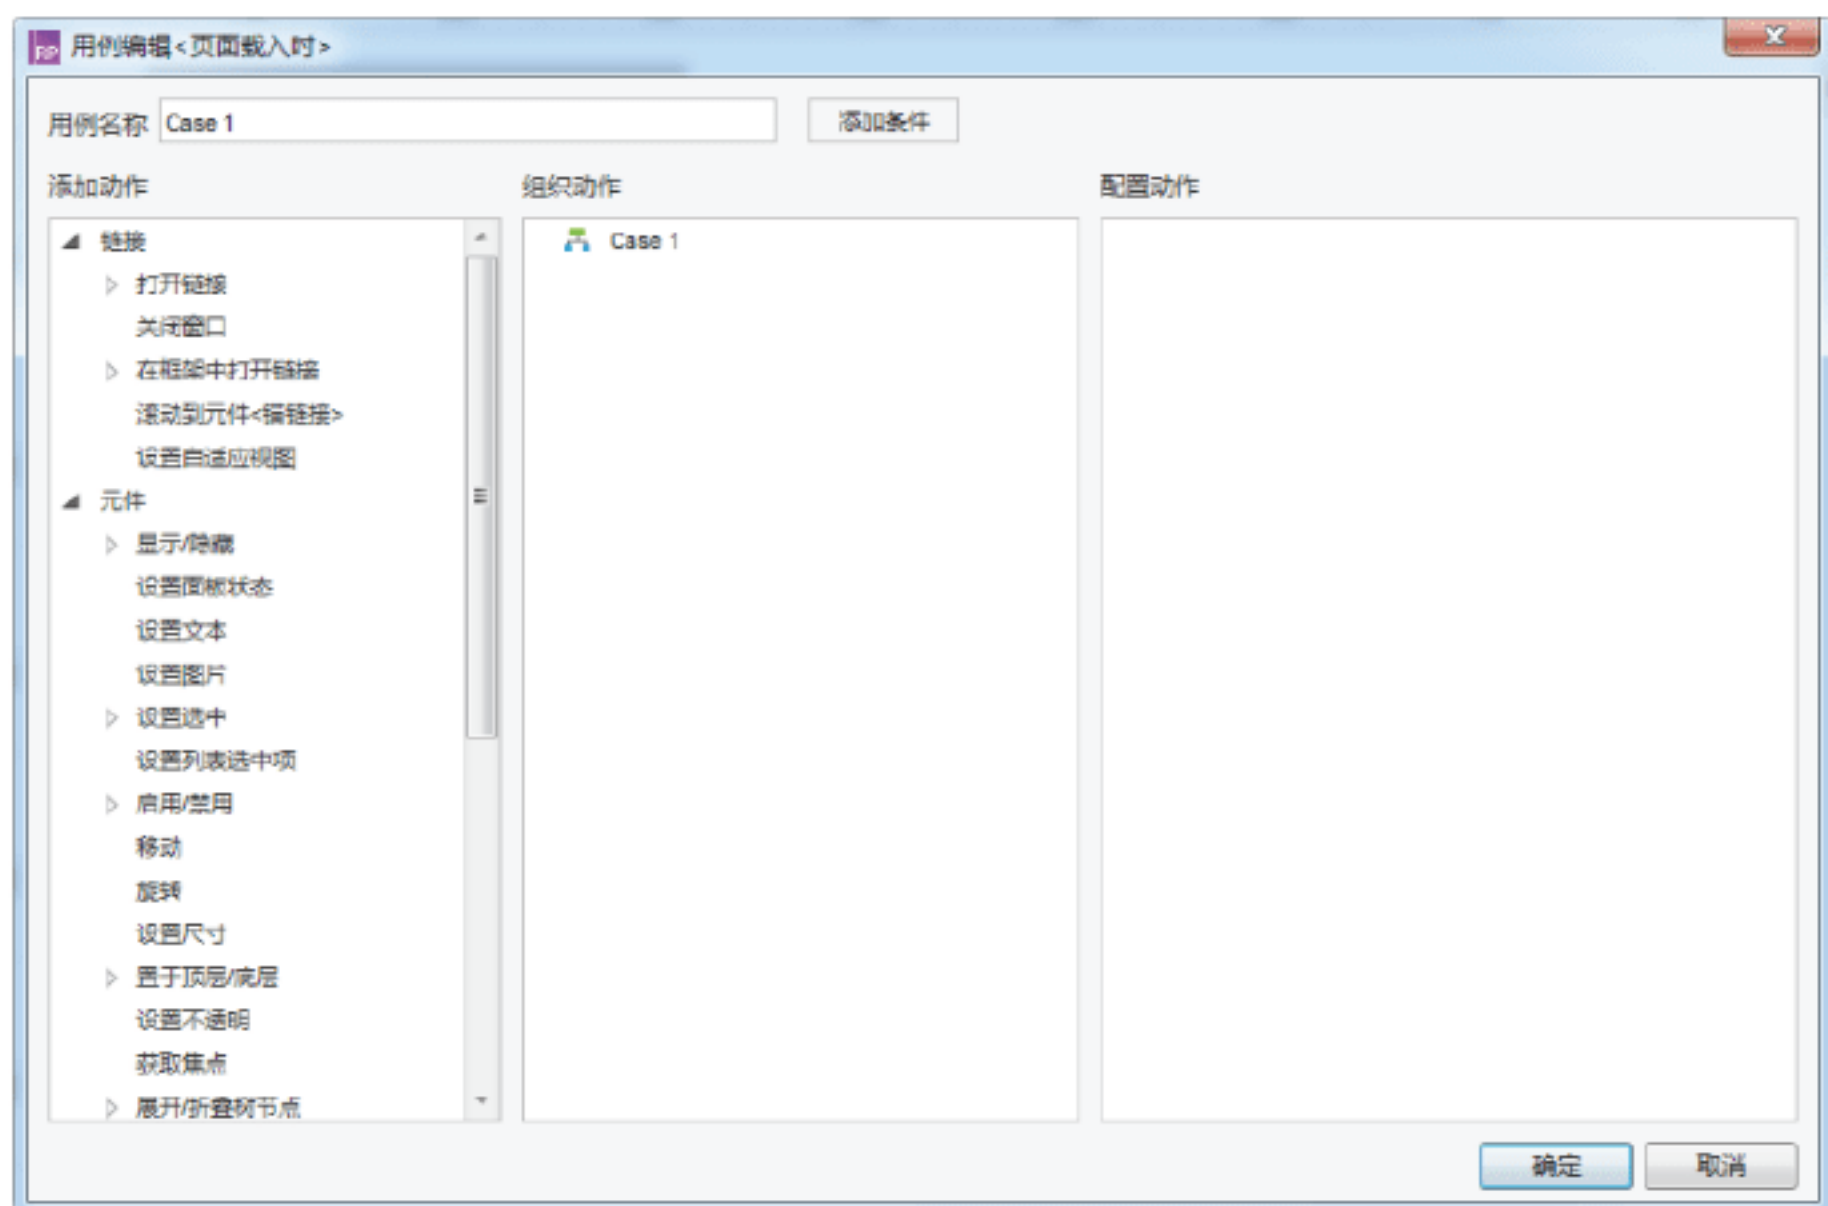 RP 用例编辑<页面载入时>
用例名称 Case 1 添加条件
添加动作
链接
打开链接
关闭窗口
在框架中打开链接
滚动到元件<锚链接>
设置自适应视图
元件
显示/隐藏
设置面板状态
设置文本
设置图片
设置选中
设置列表选中项
启用/禁用
移动
旋转
设置尺寸
置于顶层/底层
设置不透明
获取焦点
展开/折叠树节点
组织动作
Case 1
配置动作
确定 取消